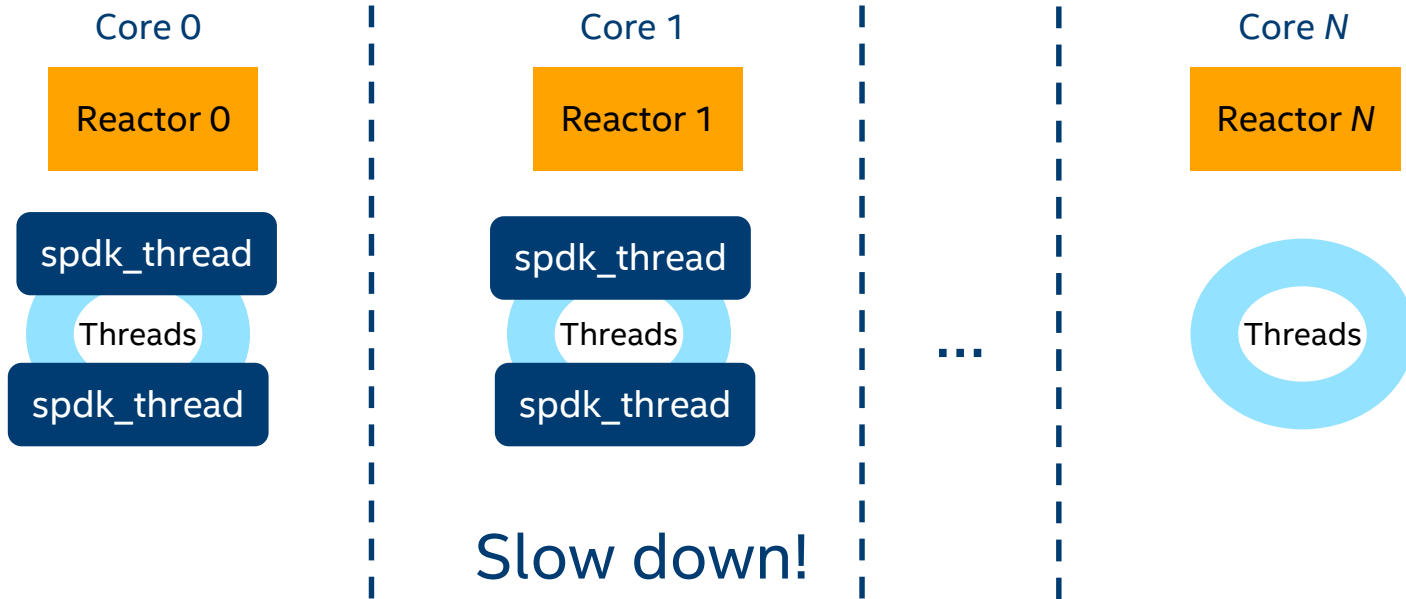 Core 0
Core 1
Core N
Reactor 0
Reactor 1
Reactor N
spdk_thread
spdk_thread
Threads
Threads
...
Threads
spdk_thread
spdk_thread
Slow down!